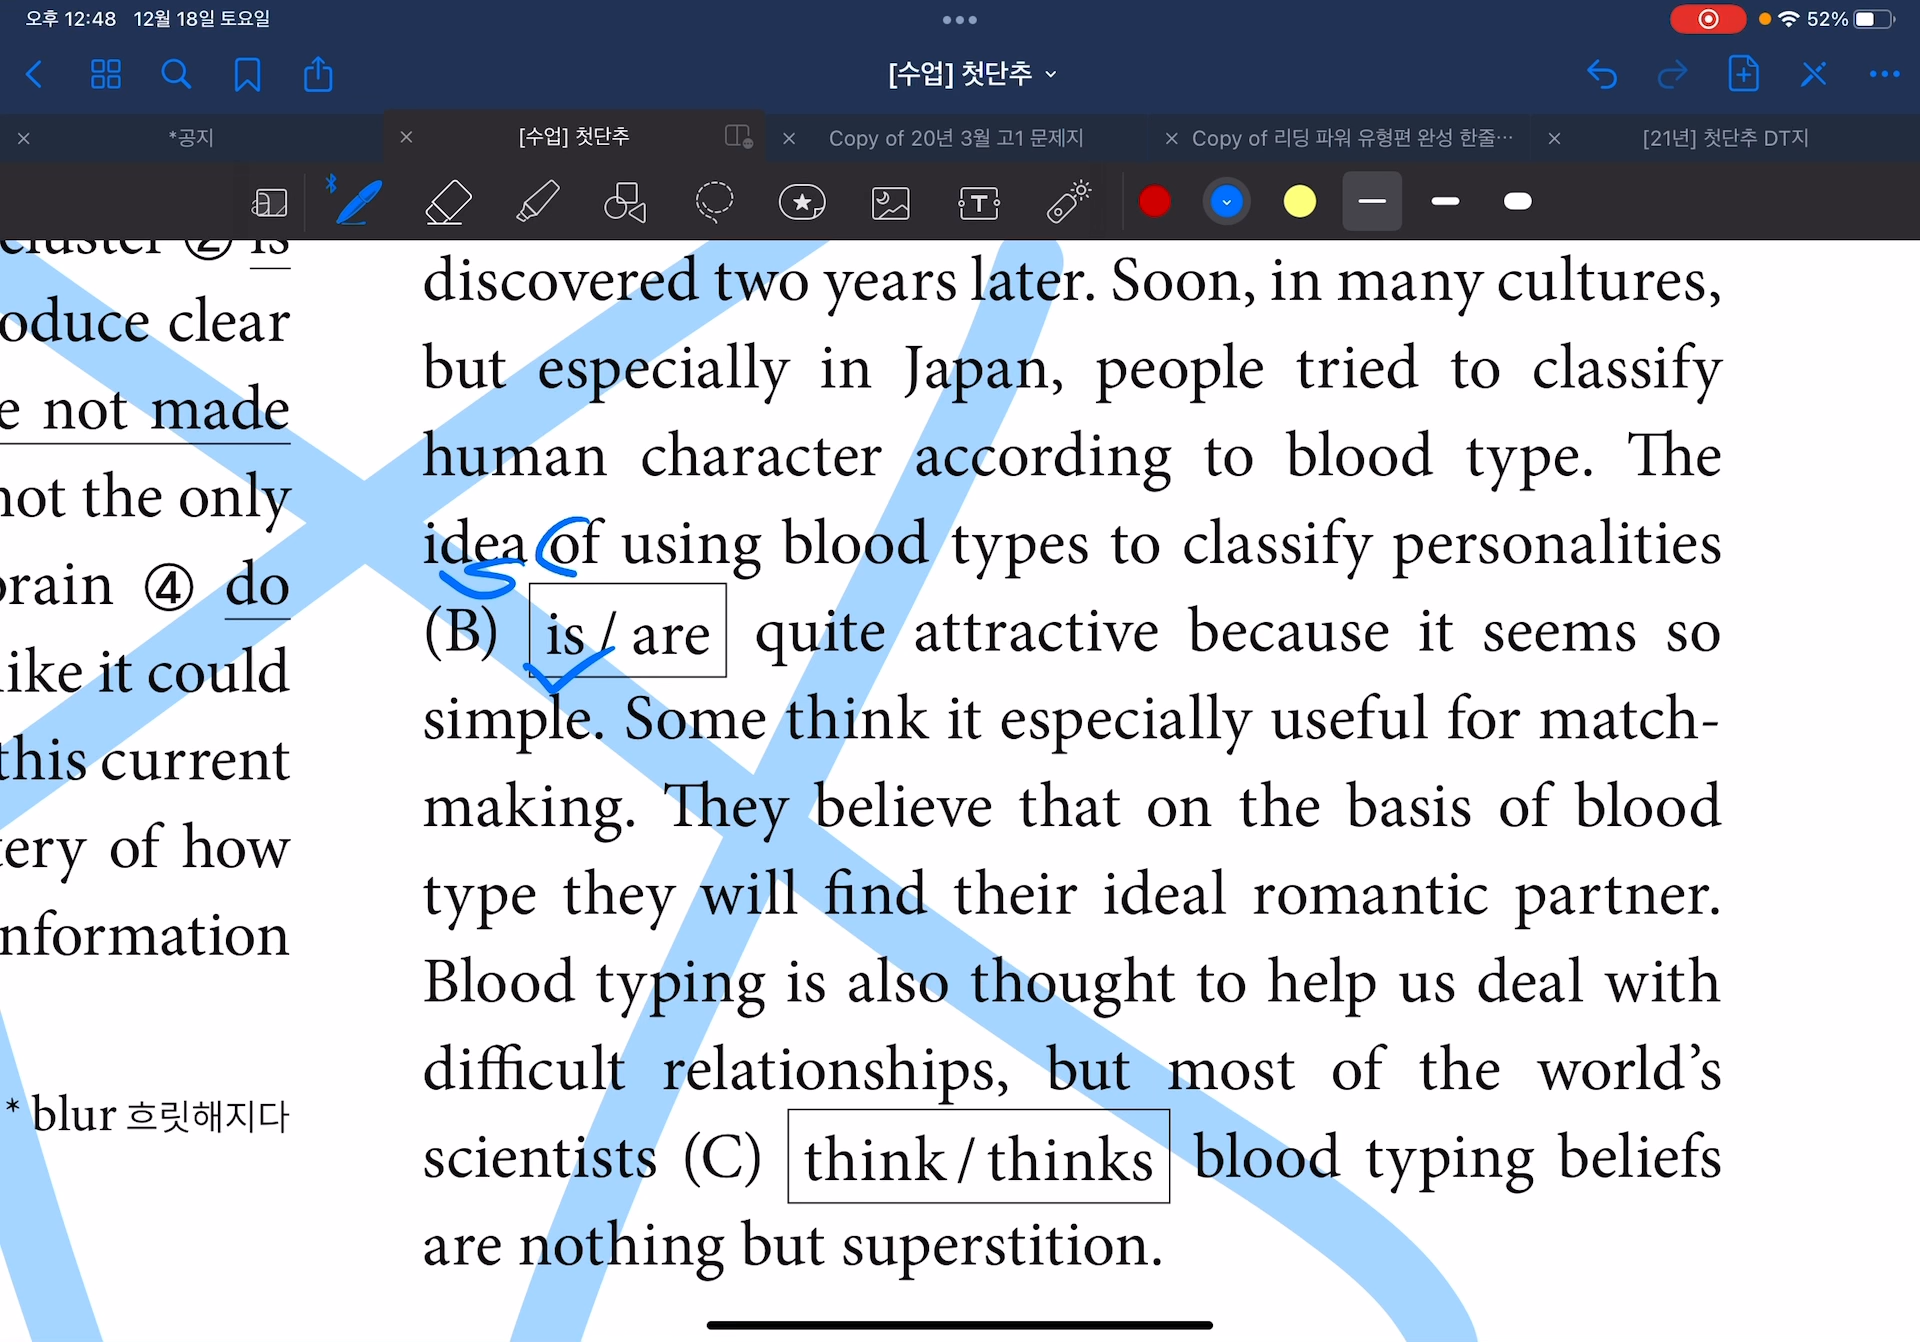 오후 12:48 12월 18일 토요일
52%
[수업] 첫단추
*공지
[수업] 첫단추
Copy of 20년 3월 고1 문제지
Copy of 리딩 파워 유형편 완성 한줄…
[21년] 첫단추 DT지
cluster ② is
oduce clear
e not made
not the only
brain ④ do
like it could
this current
tery of how
nformation
* blur 흐릿해지다
discovered two years later. Soon, in many cultures,
but especially in Japan, people tried to classify
human character according to blood type. The
idea of using blood types to classify personalities
(B) is / are quite attractive because it seems so
simple. Some think it especially useful for match-
making. They believe that on the basis of blood
type they will find their ideal romantic partner.
Blood typing is also thought to help us deal with
difficult relationships, but most of the world's
scientists (C) think / thinks blood typing beliefs
are nothing but superstition.